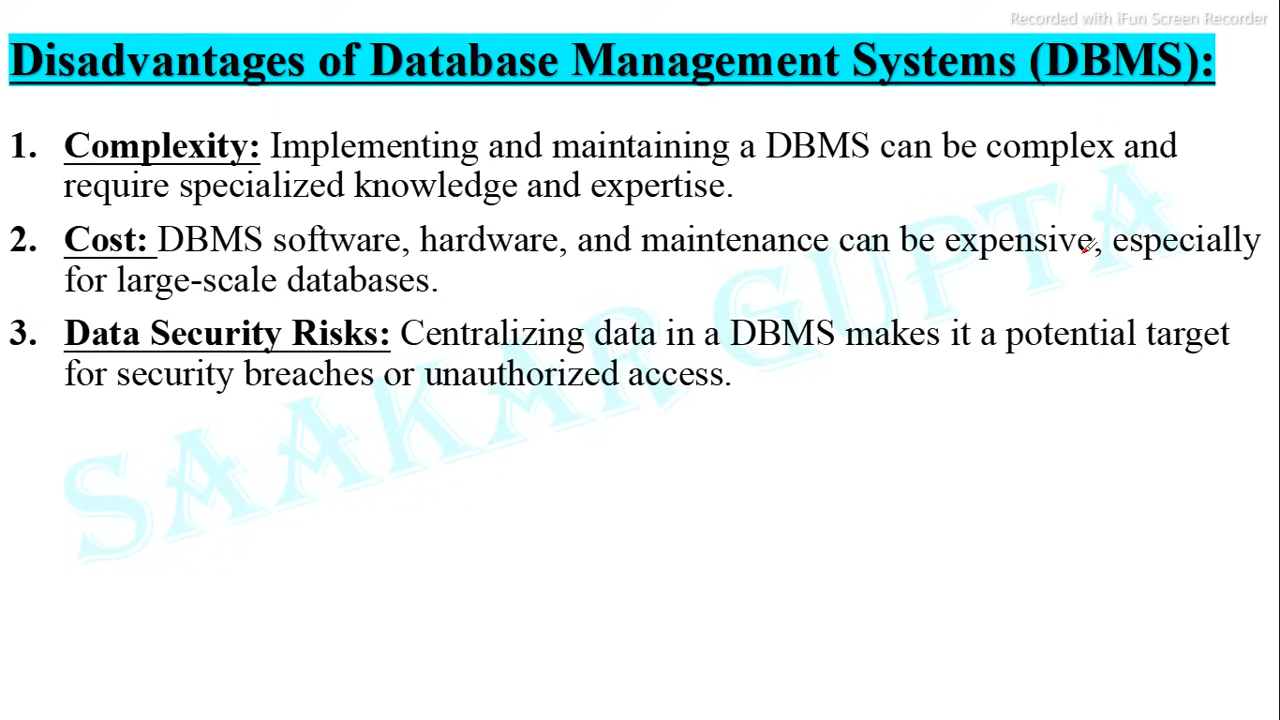 Recorded with iFun Screen Recorder
Disadvantages of Database Management Systems (DBMS):
1. Complexity: Implementing and maintaining a DBMS can be complex and
require specialized knowledge and expertise.
2. Cost: DBMS software, hardware, and maintenance can be expensive, especially
for large-scale databases.
3. Data Security Risks: Centralizing data in a DBMS makes it a potential target
for security breaches or unauthorized access.
SAAKAR GUPTA